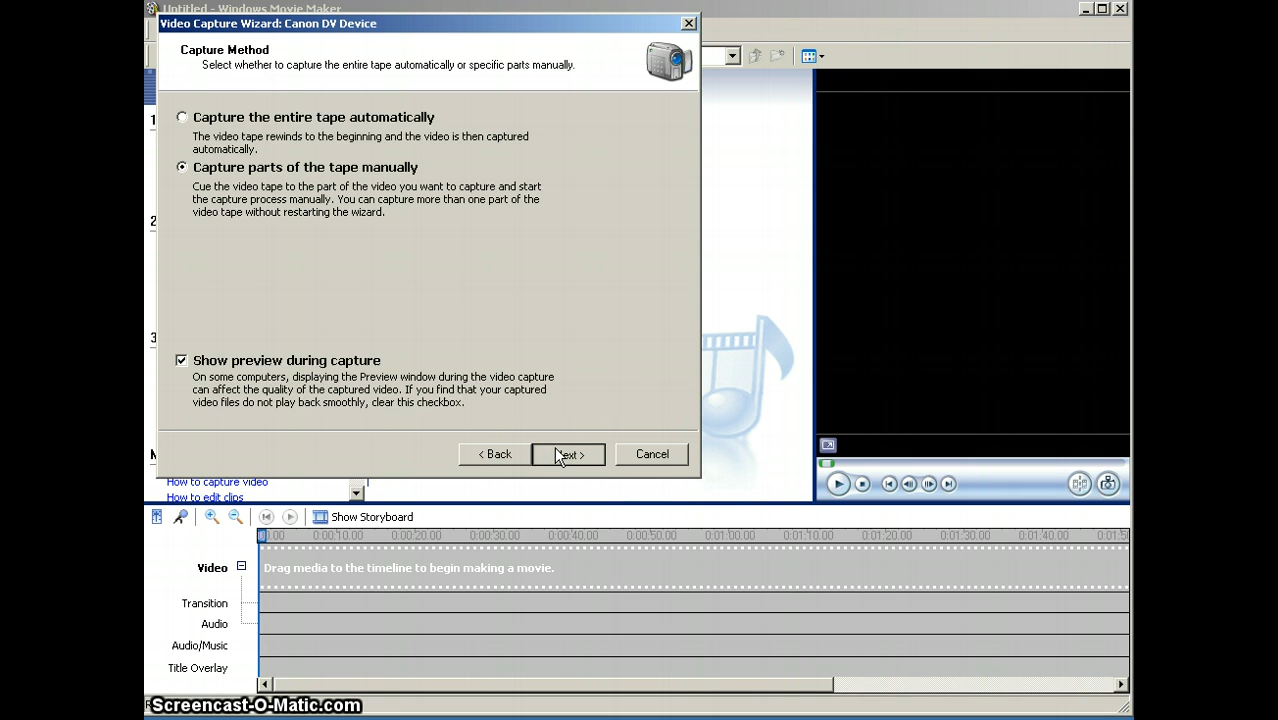 Untitled - Windows Movie Maker
Video Capture Wizard: Canon DV Device
Capture Method
Select whether to capture the entire tape automatically or specific parts manually.
Capture the entire tape automatically
The video tape rewinds to the beginning and the video is then captured
automatically.
Capture parts of the tape manually
Cue the video tape to the part of the video you want to capture and start
the capture process manually. You can capture more than one part of the
video tape without restarting the wizard.
Show preview during capture
On some computers, displaying the Preview window during the video capture
can affect the quality of the captured video. If you find that your captured
video files do not play back smoothly, clear this checkbox.
< Back
Cancel
1
2
3
How to capture video
How to edit clips
Show Storyboard
0:00:10.00 0:00:20.00 0:00:30.00 0:00:40.00 0:00:50.00 0:01:00.00 0:01:10.00 0:01:20.00 0:01:30.00 0:01:40.00
Video
Drag media to the timeline to begin making a movie.
Transition
Audio
Audio/Music
Title Overlay
Screencast-O-Matic.com